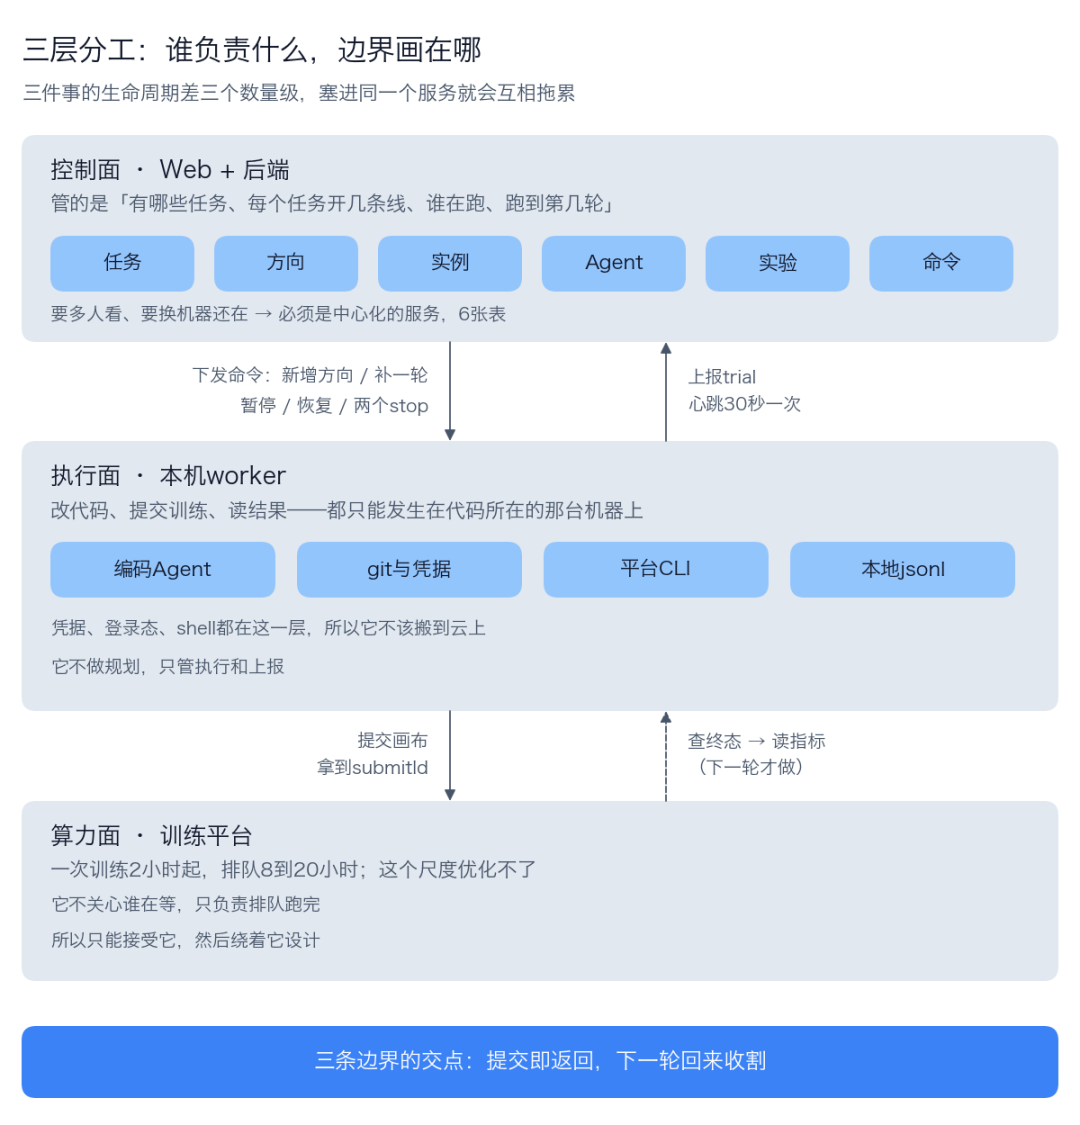 三层分工：谁负责什么，边界画在哪
三件事的生命周期差三个数量级，塞进同一个服务就会互相拖累
控制面 · Web + 后端
管的是「有哪些任务、每个任务开几条线、谁在跑、跑到第几轮」
任务
方向
实例
Agent
实验
命令
要多人看、要换机器还在 → 必须是中心化的服务，6张表
下发命令：新增方向 / 补一轮
暂停 / 恢复 / 两个stop
上报trial
心跳30秒一次
执行面 · 本机worker
改代码、提交训练、读结果——都只能发生在代码所在的那台机器上
编码Agent
git与凭据
平台CLI
本地jsonl
凭据、登录态、shell都在这一层，所以它不该搬到云上
它不做规划，只管执行和上报
提交画布
拿到submitId
查终态 → 读指标
（下一轮才做）
算力面 · 训练平台
一次训练2小时起，排队8到20小时；这个尺度优化不了
它不关心谁在等，只负责排队跑完
所以只能接受它，然后绕着它设计
三条边界的交点：提交即返回，下一轮回来收割